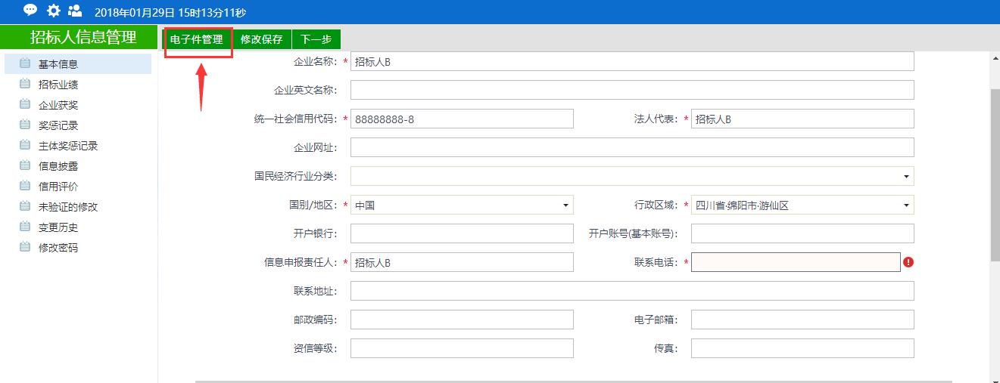 2018年01月29日 15时13分11秒
招标人信息管理
电子件管理 修改保存 下一步
基本信息
招标业绩
企业获奖
奖惩记录
主体奖惩记录
信息披露
信用评价
未验证的修改
变更历史
修改密码
企业名称： * 招标人B
企业英文名称：
统一社会信用代码： * 88888888-8 法人代表： * 招标人B
企业网址：
国民经济行业分类：
国别/地区： * 中国 行政区域： * 四川省·绵阳市·游仙区
开户银行： 开户账号(基本账号)：
信息申报责任人： * 招标人B 联系电话： *
联系地址：
邮政编码： 电子邮箱：
资信等级： 传真：